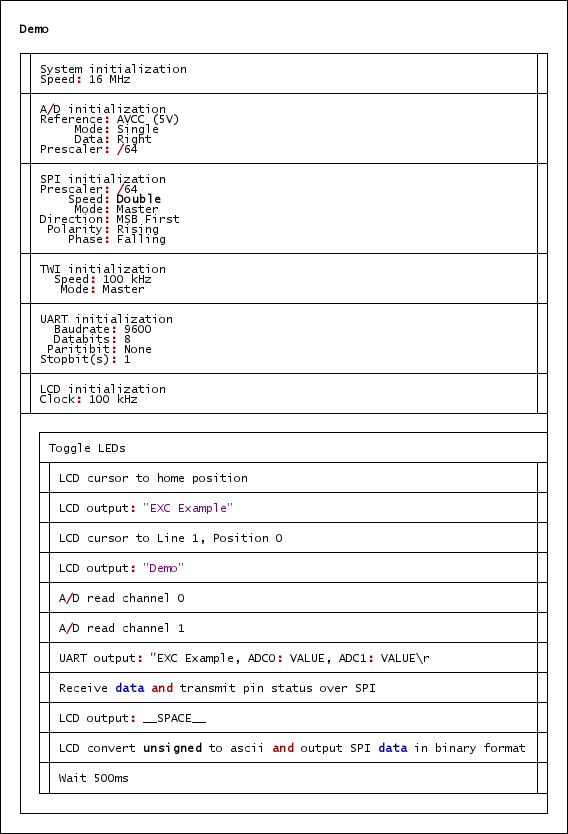 Demo
System initialization
Speed: 16 MHz
A/D initialization
Reference: AVCC (5V)
Mode: Single
Data: Right
Prescaler: /64
SPI initialization
Prescaler: /64
Speed: Double
Mode: Master
Direction: MSB First
Polarity: Rising
Phase: Falling
TWI initialization
Speed: 100 kHz
Mode: Master
UART initialization
Baudrate: 9600
Databits: 8
Paritibit: None
Stopbit(s): 1
LCD initialization
Clock: 100 kHz
Toggle LEDs
LCD cursor to home position
LCD output: "EXC Example"
LCD cursor to Line 1, Position 0
LCD output: "Demo"
A/D read channel 0
A/D read channel 1
UART output: "EXC Example, ADC0: VALUE, ADC1: VALUE\r
Receive data and transmit pin status over SPI
LCD output: __SPACE__
LCD convert unsigned to ascii and output SPI data in binary format
Wait 500ms